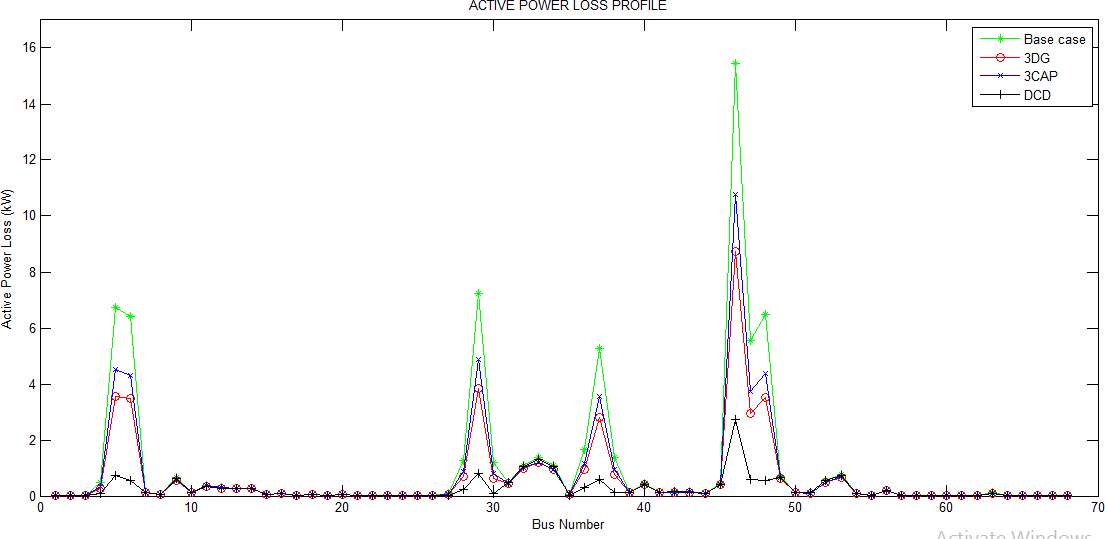 ACTIVE POWER LOSS PROFILE
Base case
3DG
3CAP
DCD
Active Power Loss (kW)
16
14
12
10
8
6
4
2
0
0 10 20 30 40 50 60 70
Bus Number
Activate Windows